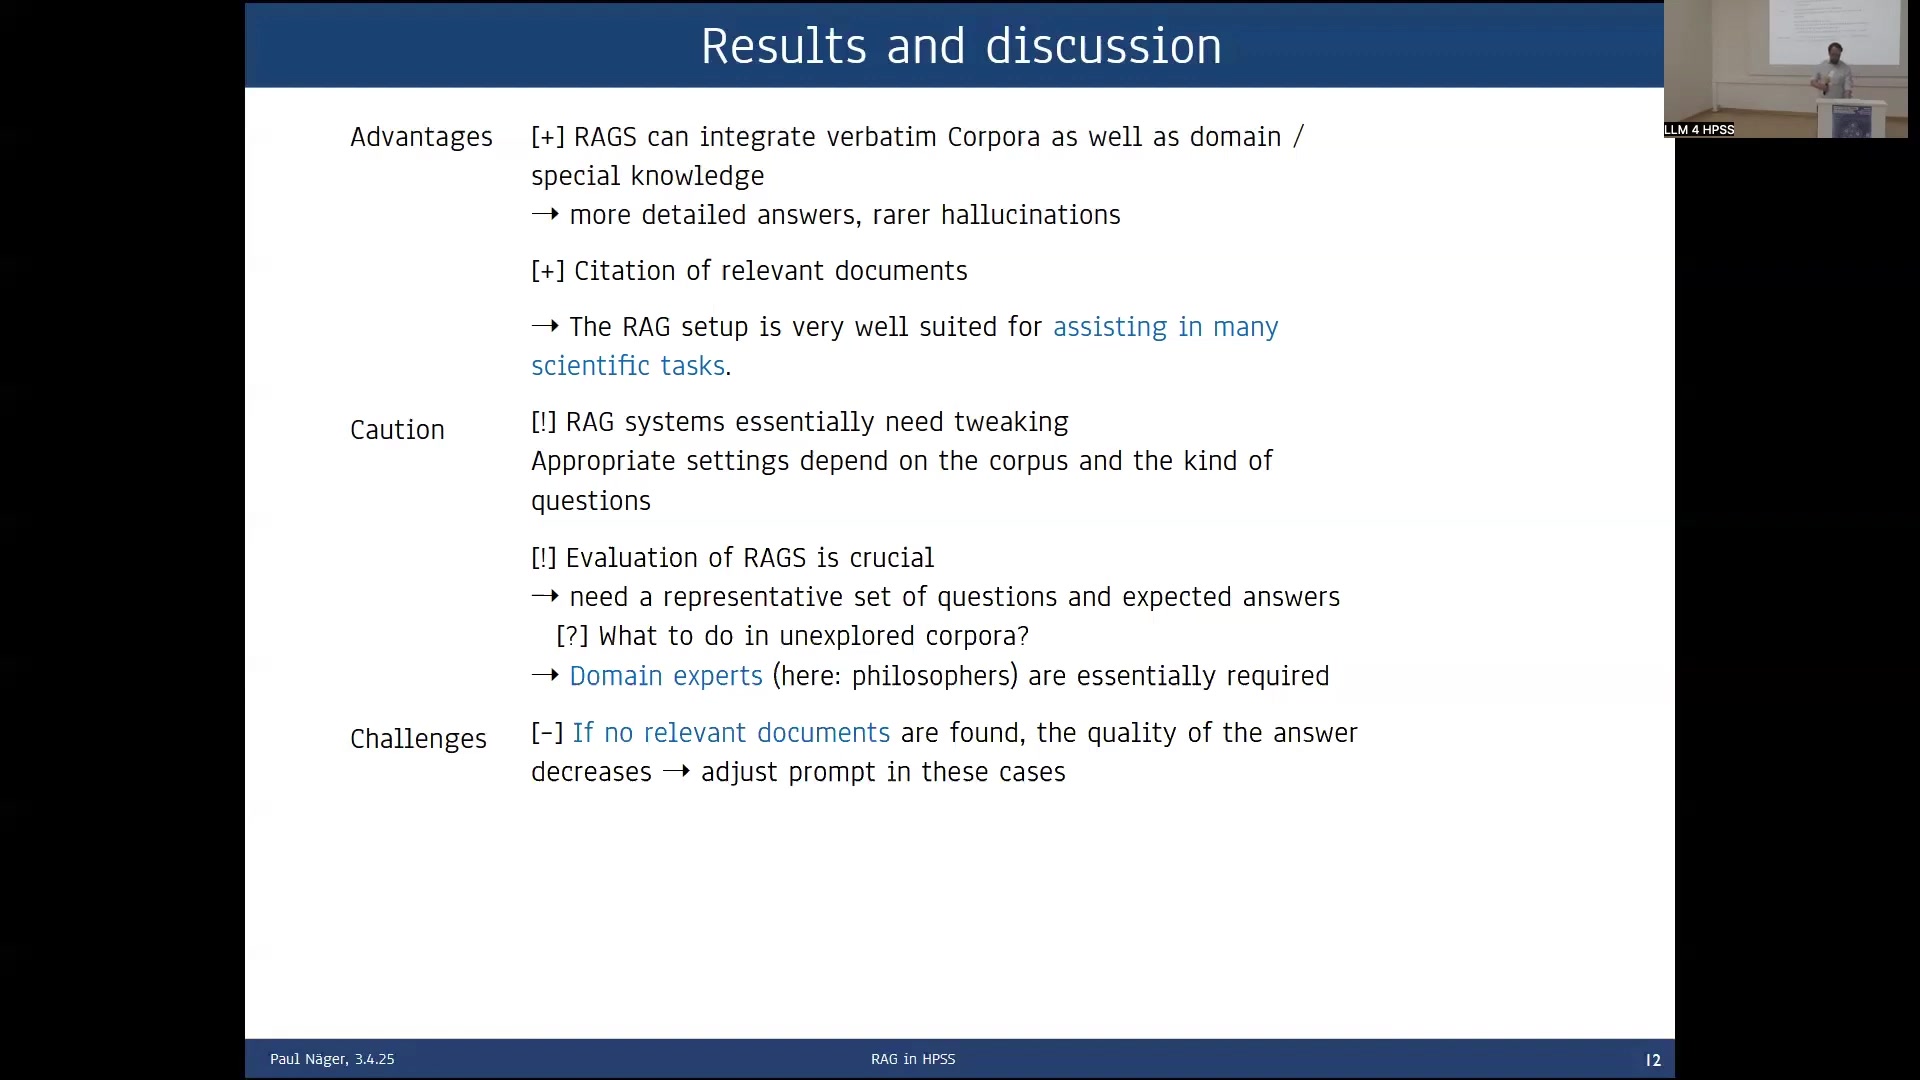 Results and discussion
LLM 4 HPSS
Advantages
[+] RAGS can integrate verbatim Corpora as well as domain /
special knowledge
→ more detailed answers, rarer hallucinations
[+] Citation of relevant documents
→ The RAG setup is very well suited for assisting in many
scientific tasks.
Caution
[!] RAG systems essentially need tweaking
Appropriate settings depend on the corpus and the kind of
questions
[!] Evaluation of RAGS is crucial
→ need a representative set of questions and expected answers
[?] What to do in unexplored corpora?
→ Domain experts (here: philosophers) are essentially required
Challenges
[–] If no relevant documents are found, the quality of the answer
decreases → adjust prompt in these cases
Paul Näger, 3.4.25
RAG in HPSS
12